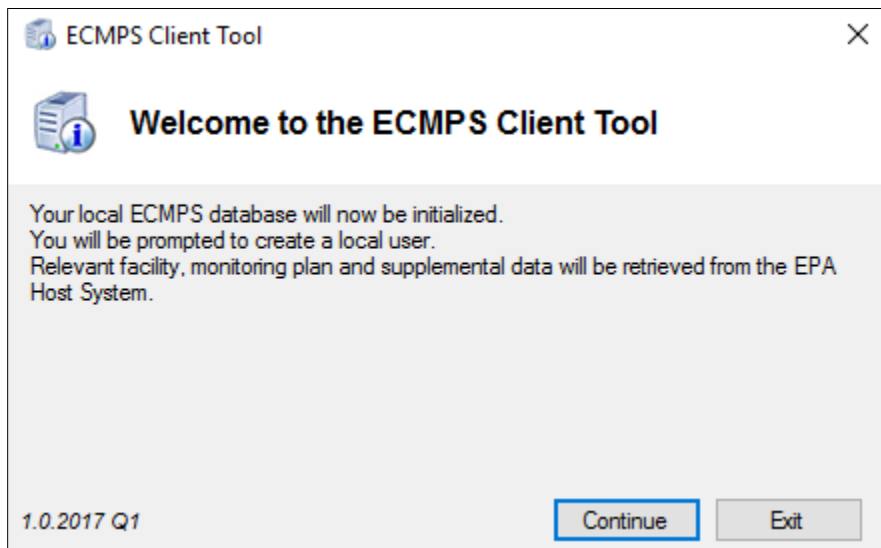 ECMPS Client Tool
Welcome to the ECMPS Client Tool
Your local ECMPS database will now be initialized.
You will be prompted to create a local user.
Relevant facility, monitoring plan and supplemental data will be retrieved from the EPA
Host System.
1.0.2017 Q1
Continue
Exit